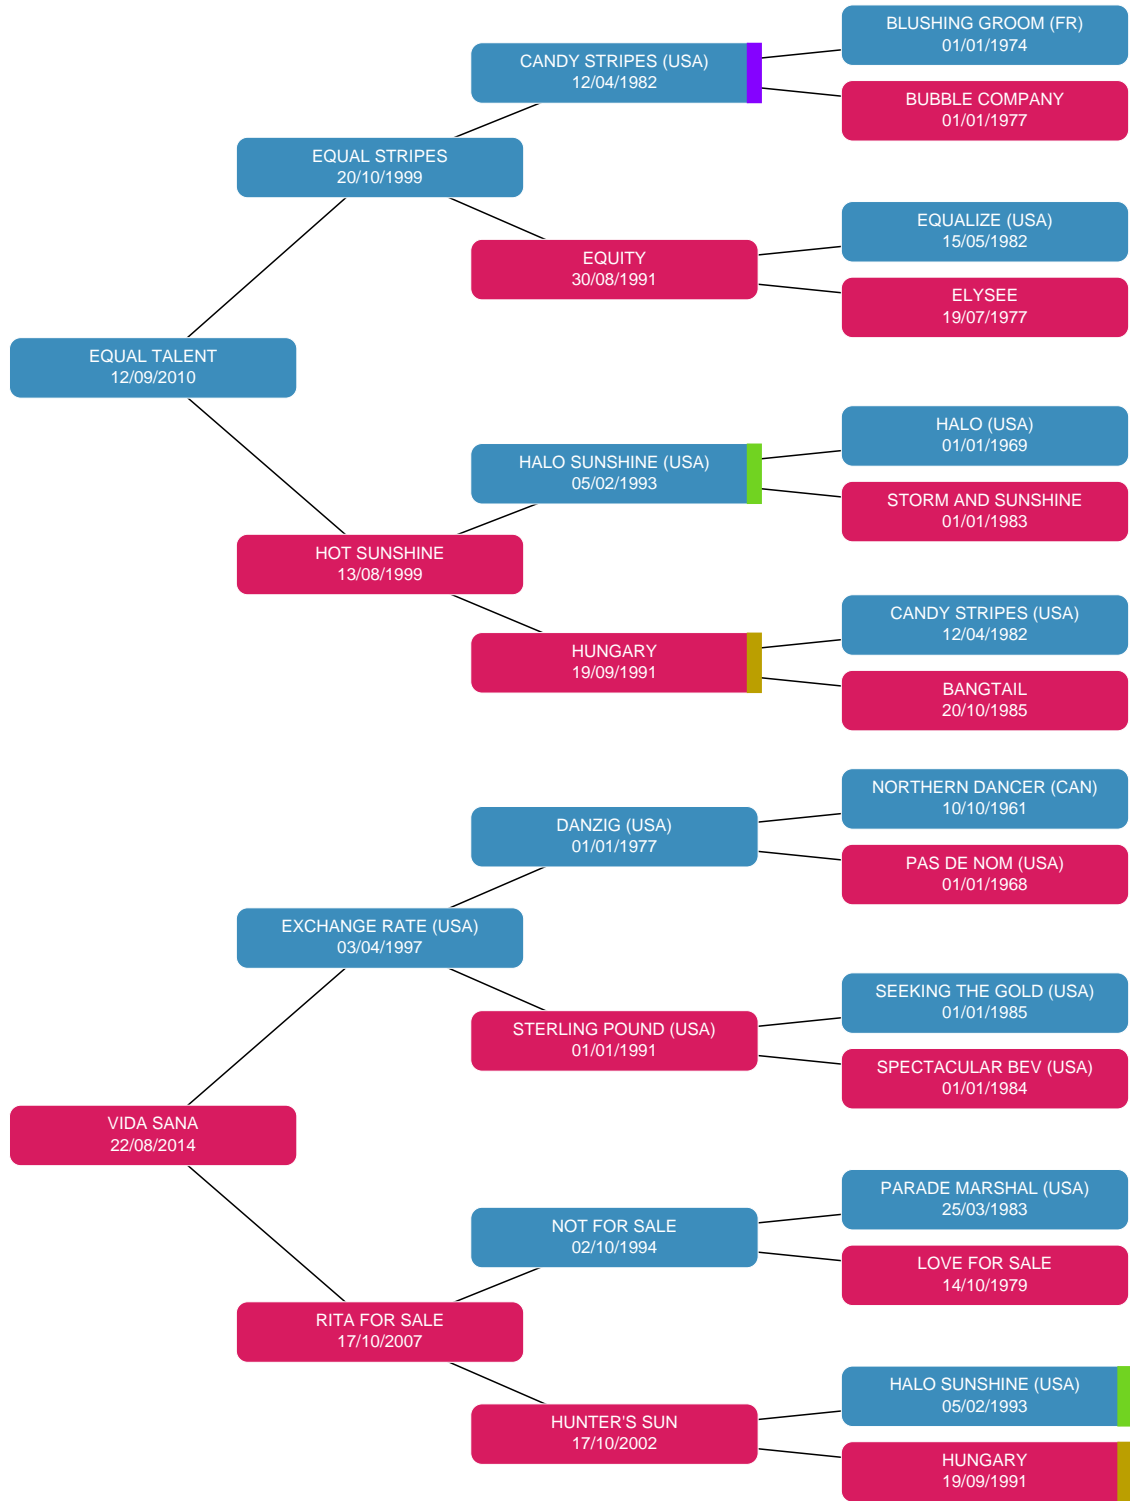 BLUSHING GROOM (FR)
01/01/1974
CANDY STRIPES (USA)
12/04/1982
BUBBLE COMPANY
01/01/1977
EQUAL STRIPES
20/10/1999
EQUALIZE (USA)
15/05/1982
EQUITY
30/08/1991
ELYSEE
19/07/1977
EQUAL TALENT
12/09/2010
HALO (USA)
01/01/1969
HALO SUNSHINE (USA)
05/02/1993
STORM AND SUNSHINE
01/01/1983
HOT SUNSHINE
13/08/1999
CANDY STRIPES (USA)
12/04/1982
HUNGARY
19/09/1991
BANGTAIL
20/10/1985
NORTHERN DANCER (CAN)
10/10/1961
DANZIG (USA)
01/01/1977
PAS DE NOM (USA)
01/01/1968
EXCHANGE RATE (USA)
03/04/1997
SEEKING THE GOLD (USA)
01/01/1985
STERLING POUND (USA)
01/01/1991
SPECTACULAR BEV (USA)
01/01/1984
VIDA SANA
22/08/2014
PARADE MARSHAL (USA)
25/03/1983
NOT FOR SALE
02/10/1994
LOVE FOR SALE
14/10/1979
RITA FOR SALE
17/10/2007
HALO SUNSHINE (USA)
05/02/1993
HUNTER'S SUN
17/10/2002
HUNGARY
19/09/1991